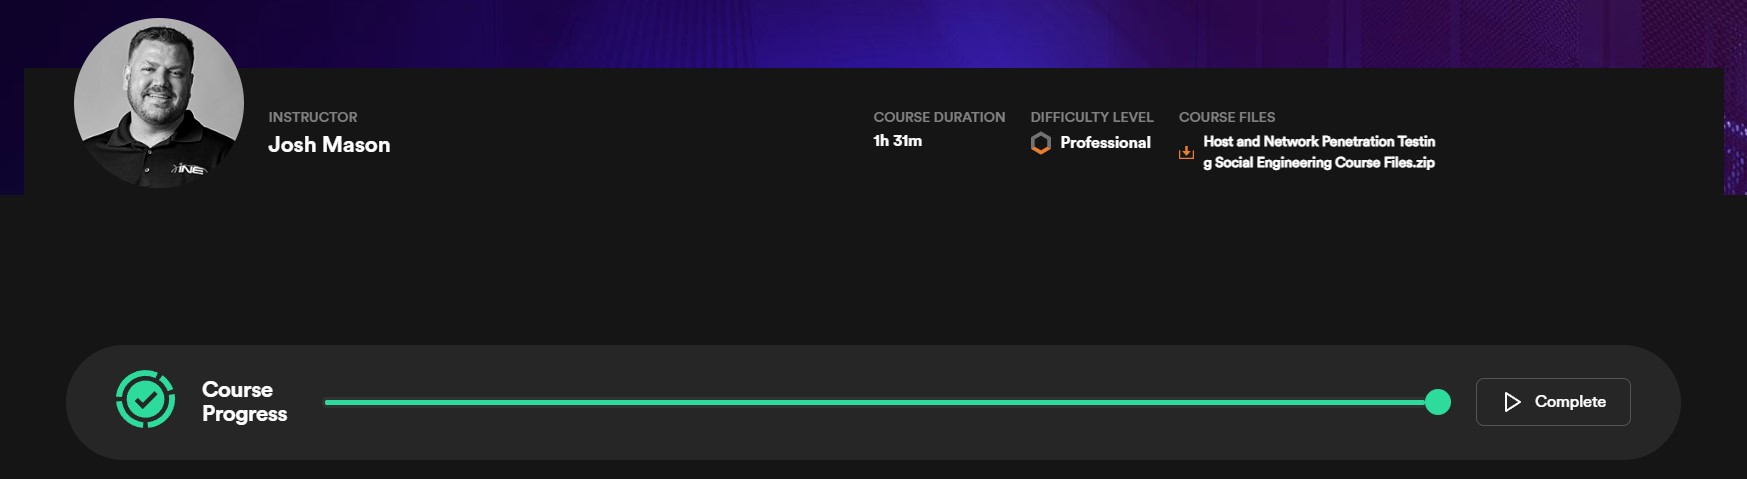 INSTRUCTOR
Josh Mason
COURSE DURATION
1h 31m
DIFFICULTY LEVEL
Professional
COURSE FILES
Host and Network Penetration Testin
g Social Engineering Course Files.zip
INE
Course
Progress
Complete